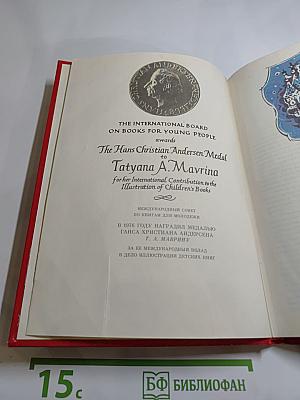 THE INTERNATIONAL BOARD
ON BOOKS FOR YOUNG PEOPLE
awards
The Hans Christian Andersen Medal
to
Tatyana A. Mavrina
for her International Contribution to the
Illustration of Children's Books
МЕЖДУНАРОДНЫЙ СОВЕТ
ПО КНИГАМ ДЛЯ МОЛОДЕЖИ
В 1976 ГОДУ НАГРАДИЛ МЕДАЛЬЮ
ГАНСА ХРИСТИАНА АНДЕРСЕНА
Т. А. МАВРИНУ
ЗА ЕЕ МЕЖДУНАРОДНЫЙ ВКЛАД
В ДЕЛО ИЛЛЮСТРАЦИИ ДЕТСКИХ КНИГ
15 с
БФ БИБЛИОФАН